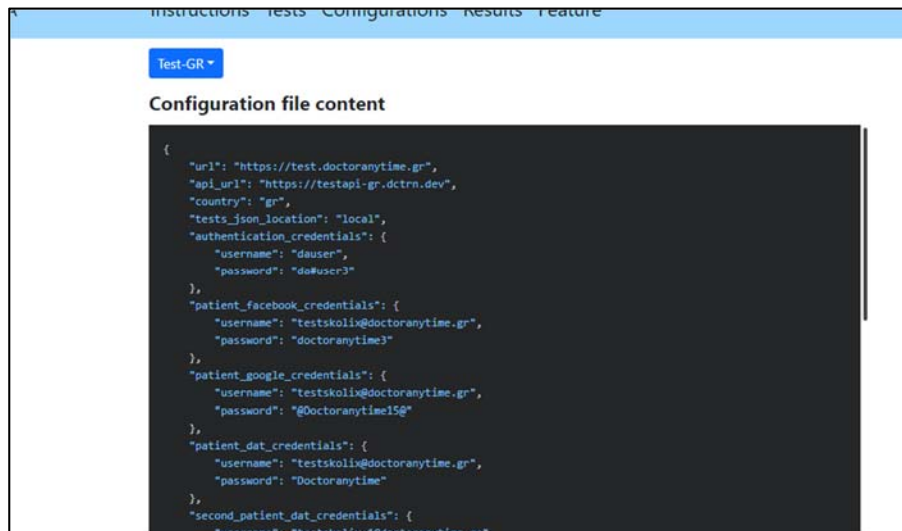 Instructions Tests Configurations Results Feature
Test-GR
Configuration file content
{
"url": "https://test.doctoranytime.gr",
"api_url": "https://testapi-gr.dctrn.dev",
"country": "gr",
"tests_json_location": "local",
"authentication_credentials": {
"username": "dauser",
"password":
},
"patient_facebook_credentials": {
"username": "testskolix@doctoranytime.gr",
"password": "doctoranytime3"
},
"patient_google_credentials": {
"username": "testskolix@doctoranytime.gr",
"password": "@Doctoranytime15@"
},
"patient_dat_credentials": {
"username": "testskolix@doctoranytime.gr",
"password": "Doctoranytime"
},
"second_patient_dat_credentials": {